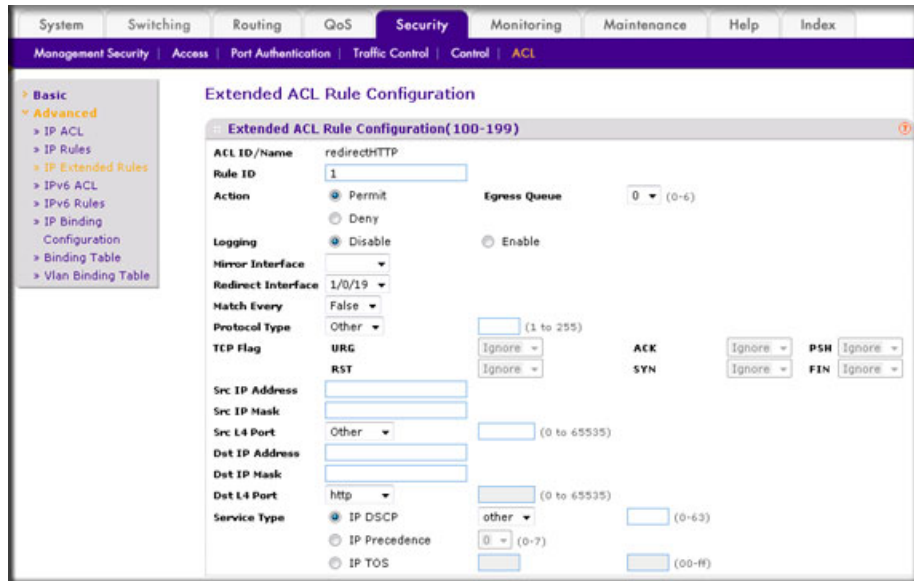 System Switching Routing QoS Security Monitoring Maintenance Help Index
Management Security | Access | Port Authentication | Traffic Control | Control | ACL
Basic
Advanced
» IP ACL
» IP Rules
» IP Extended Rules
» IPv6 ACL
» IPv6 Rules
» IP Binding
Configuration
» Binding Table
» Vlan Binding Table
Extended ACL Rule Configuration
Extended ACL Rule Configuration(100-199)
ACL ID/Name redirectHTTP
Rule ID 1
Action Permit Egress Queue 0 (0-6)
Deny
Logging Disable Enable
Mirror Interface
Redirect Interface 1/0/19
Match Every False
Protocol Type Other (1 to 255)
TCP Flag URG Ignore ACK Ignore PSH Ignore
RST Ignore SYN Ignore FIN Ignore
Src IP Address
Src IP Mask
Src L4 Port Other (0 to 65535)
Dst IP Address
Dst IP Mask
Dst L4 Port http (0 to 65535)
Service Type IP DSCP other (0-63)
IP Precedence 0 (0-7)
IP TOS (00-ff)